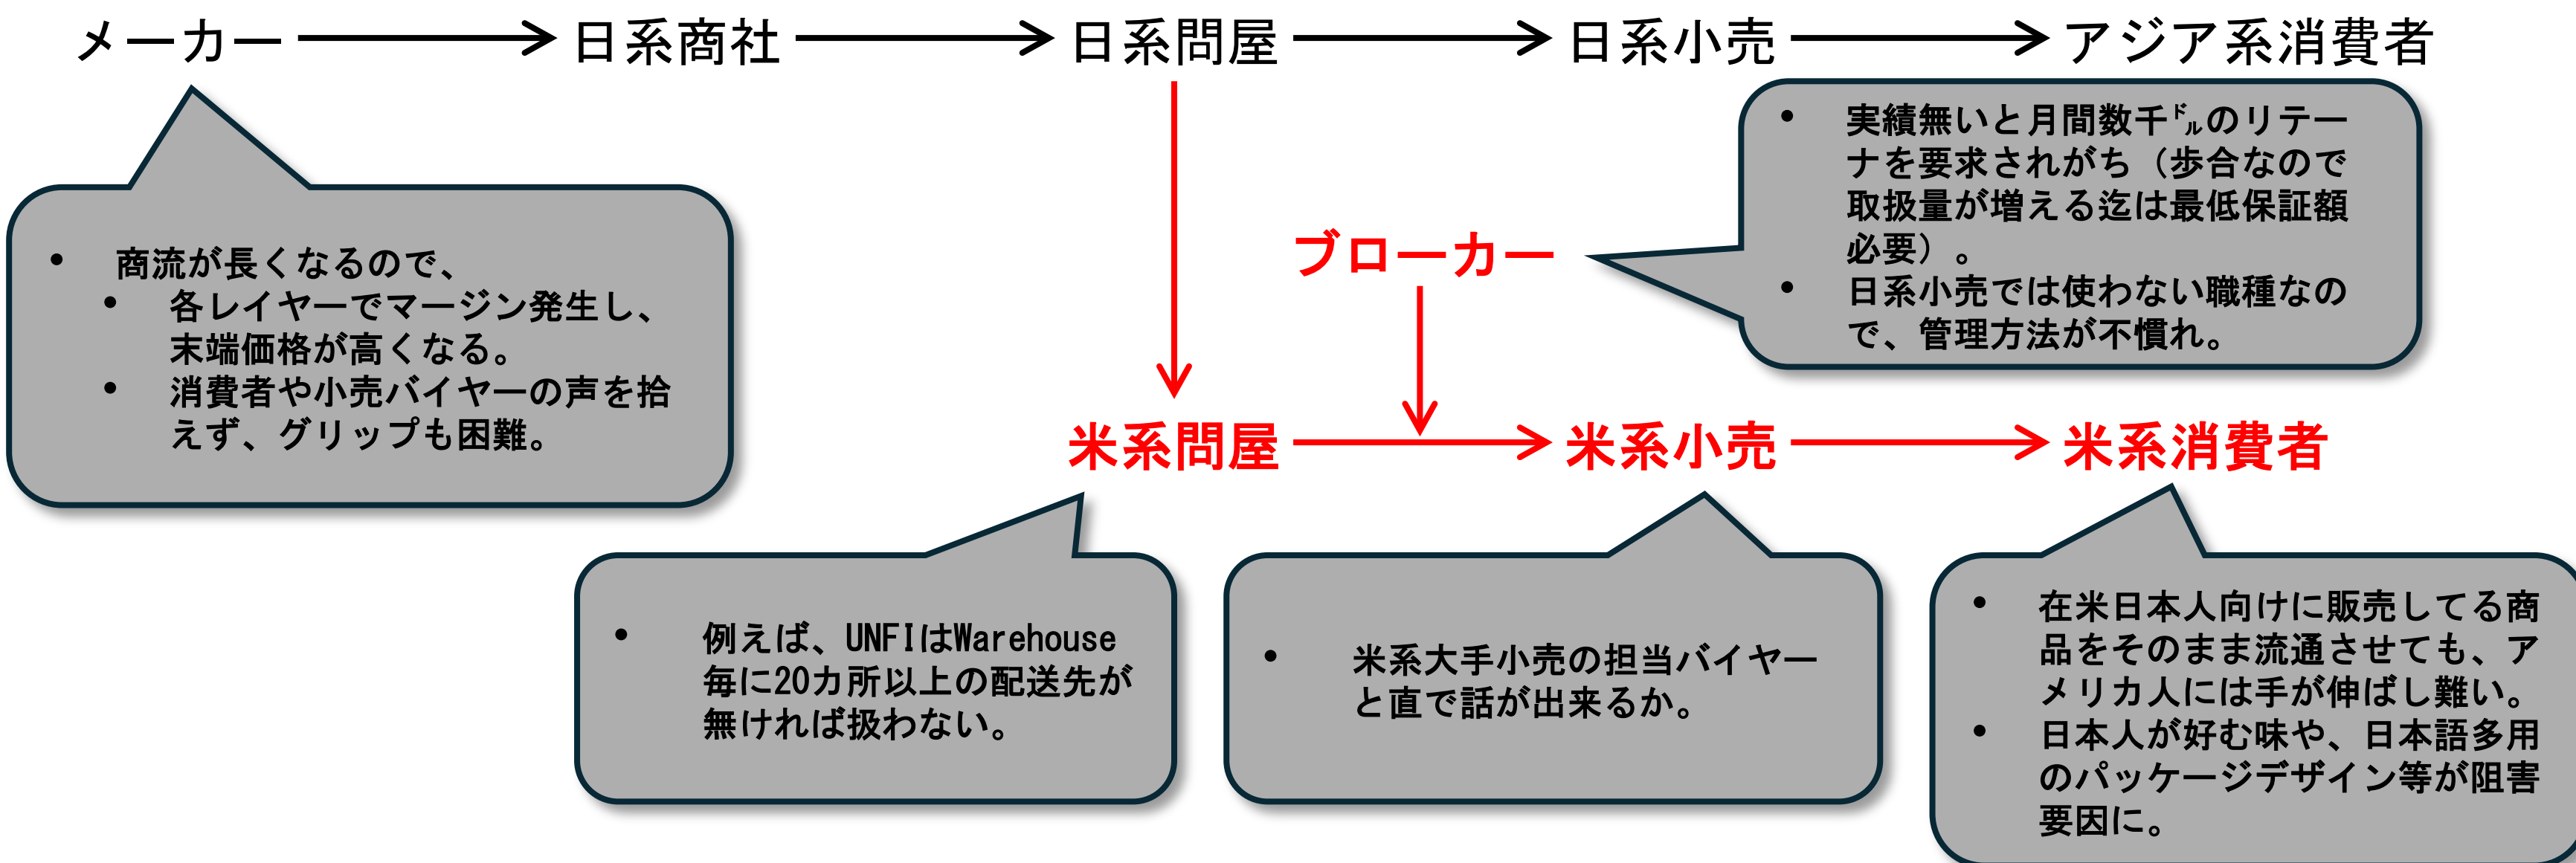 メーカー
日系商社
日系問屋
日系小売
アジア系消費者
• 商流が長くなるので、
• 各レイヤーでマージン発生し、
末端価格が高くなる。
• 消費者や小売バイヤーの声を拾
えず、グリップも困難。
• 実績無いと月間数千㌦のリテー
ナを要求されがち（歩合なので
取扱量が増える迄は最低保証額
必要）。
• 日系小売では使わない職種なの
で、管理方法が不慣れ。
ブローカー
米系問屋
米系小売
米系消費者
• 例えば、UNFIはWarehouse
毎に20カ所以上の配送先が
無ければ扱わない。
• 米系大手小売の担当バイヤー
と直で話が出来るか。
• 在米日本人向けに販売してる商
品をそのまま流通させても、ア
メリカ人には手が伸ばし難い。
• 日本人が好む味や、日本語多用
のパッケージデザイン等が阻害
要因に。